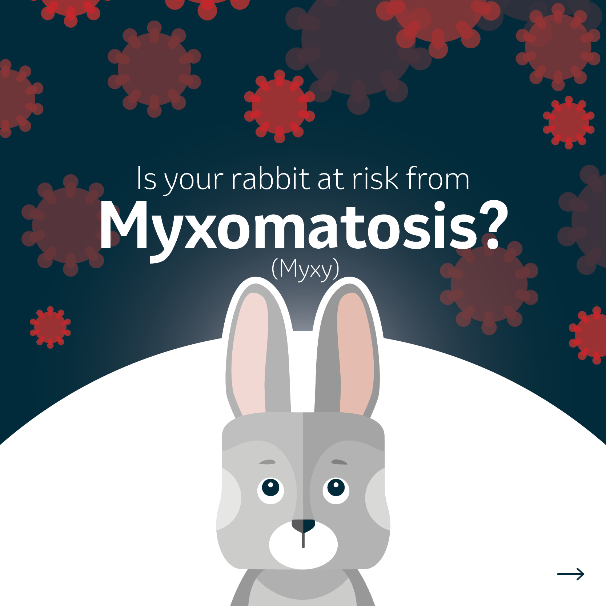 Is your rabbit at risk from
Myxomatosis?
(Myxy)